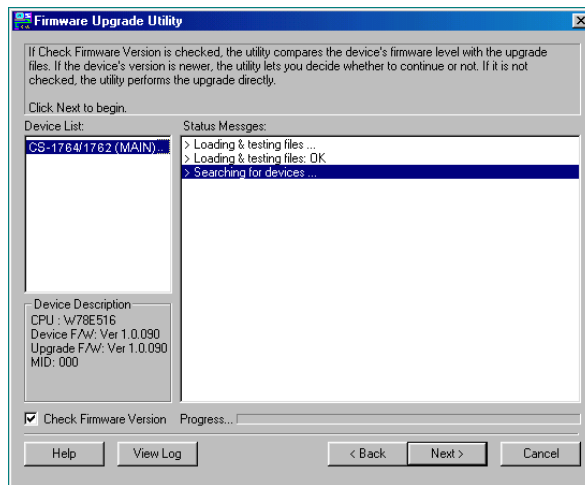 Firmware Upgrade Utility
If Check Firmware Version is checked, the utility compares the device's firmware level with the upgrade
files. If the device's version is newer, the utility lets you decide whether to continue or not. If it is not
checked, the utility performs the upgrade directly.
Click Next to begin.
Device List:
Status Messges:
CS-1764/1762 (MAIN)...
> Loading & testing files ...
> Loading & testing files: OK
> Searching for devices ...
Device Description
CPU : W78E516
Device F/W: Ver 1.0.090
Upgrade F/W: Ver 1.0.090
MID: 000
Check Firmware Version
Progress...
Help
View Log
< Back
Next >
Cancel